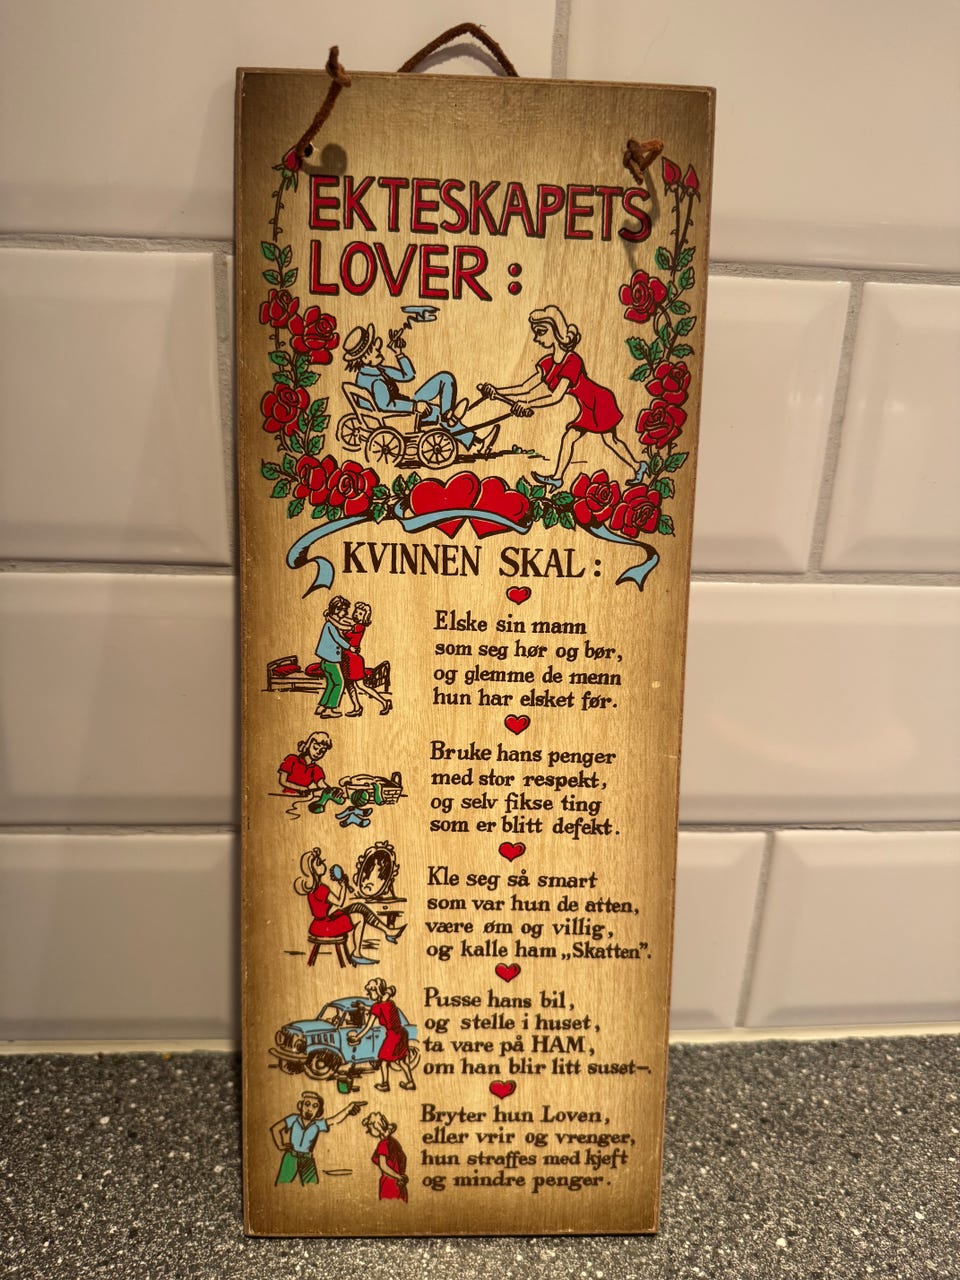 EKTESKAPETS
LOVER:
KVINNEN SKAL:
Elske sin mann
som seg hør og bør,
og glemme de menn
hun har elsket før.
Bruke hans penger
med stor respekt,
og selv fikse ting
som er blitt defekt.
Kle seg så smart
som var hun de atten,
være øm og villig,
og kalle ham „Skatten”.
Pusse hans bil,
og stelle i huset,
ta vare på HAM,
om han blir litt suset-.
Bryter hun Loven,
eller vrir og vrenger,
hun straffes med kjeft
og mindre penger.